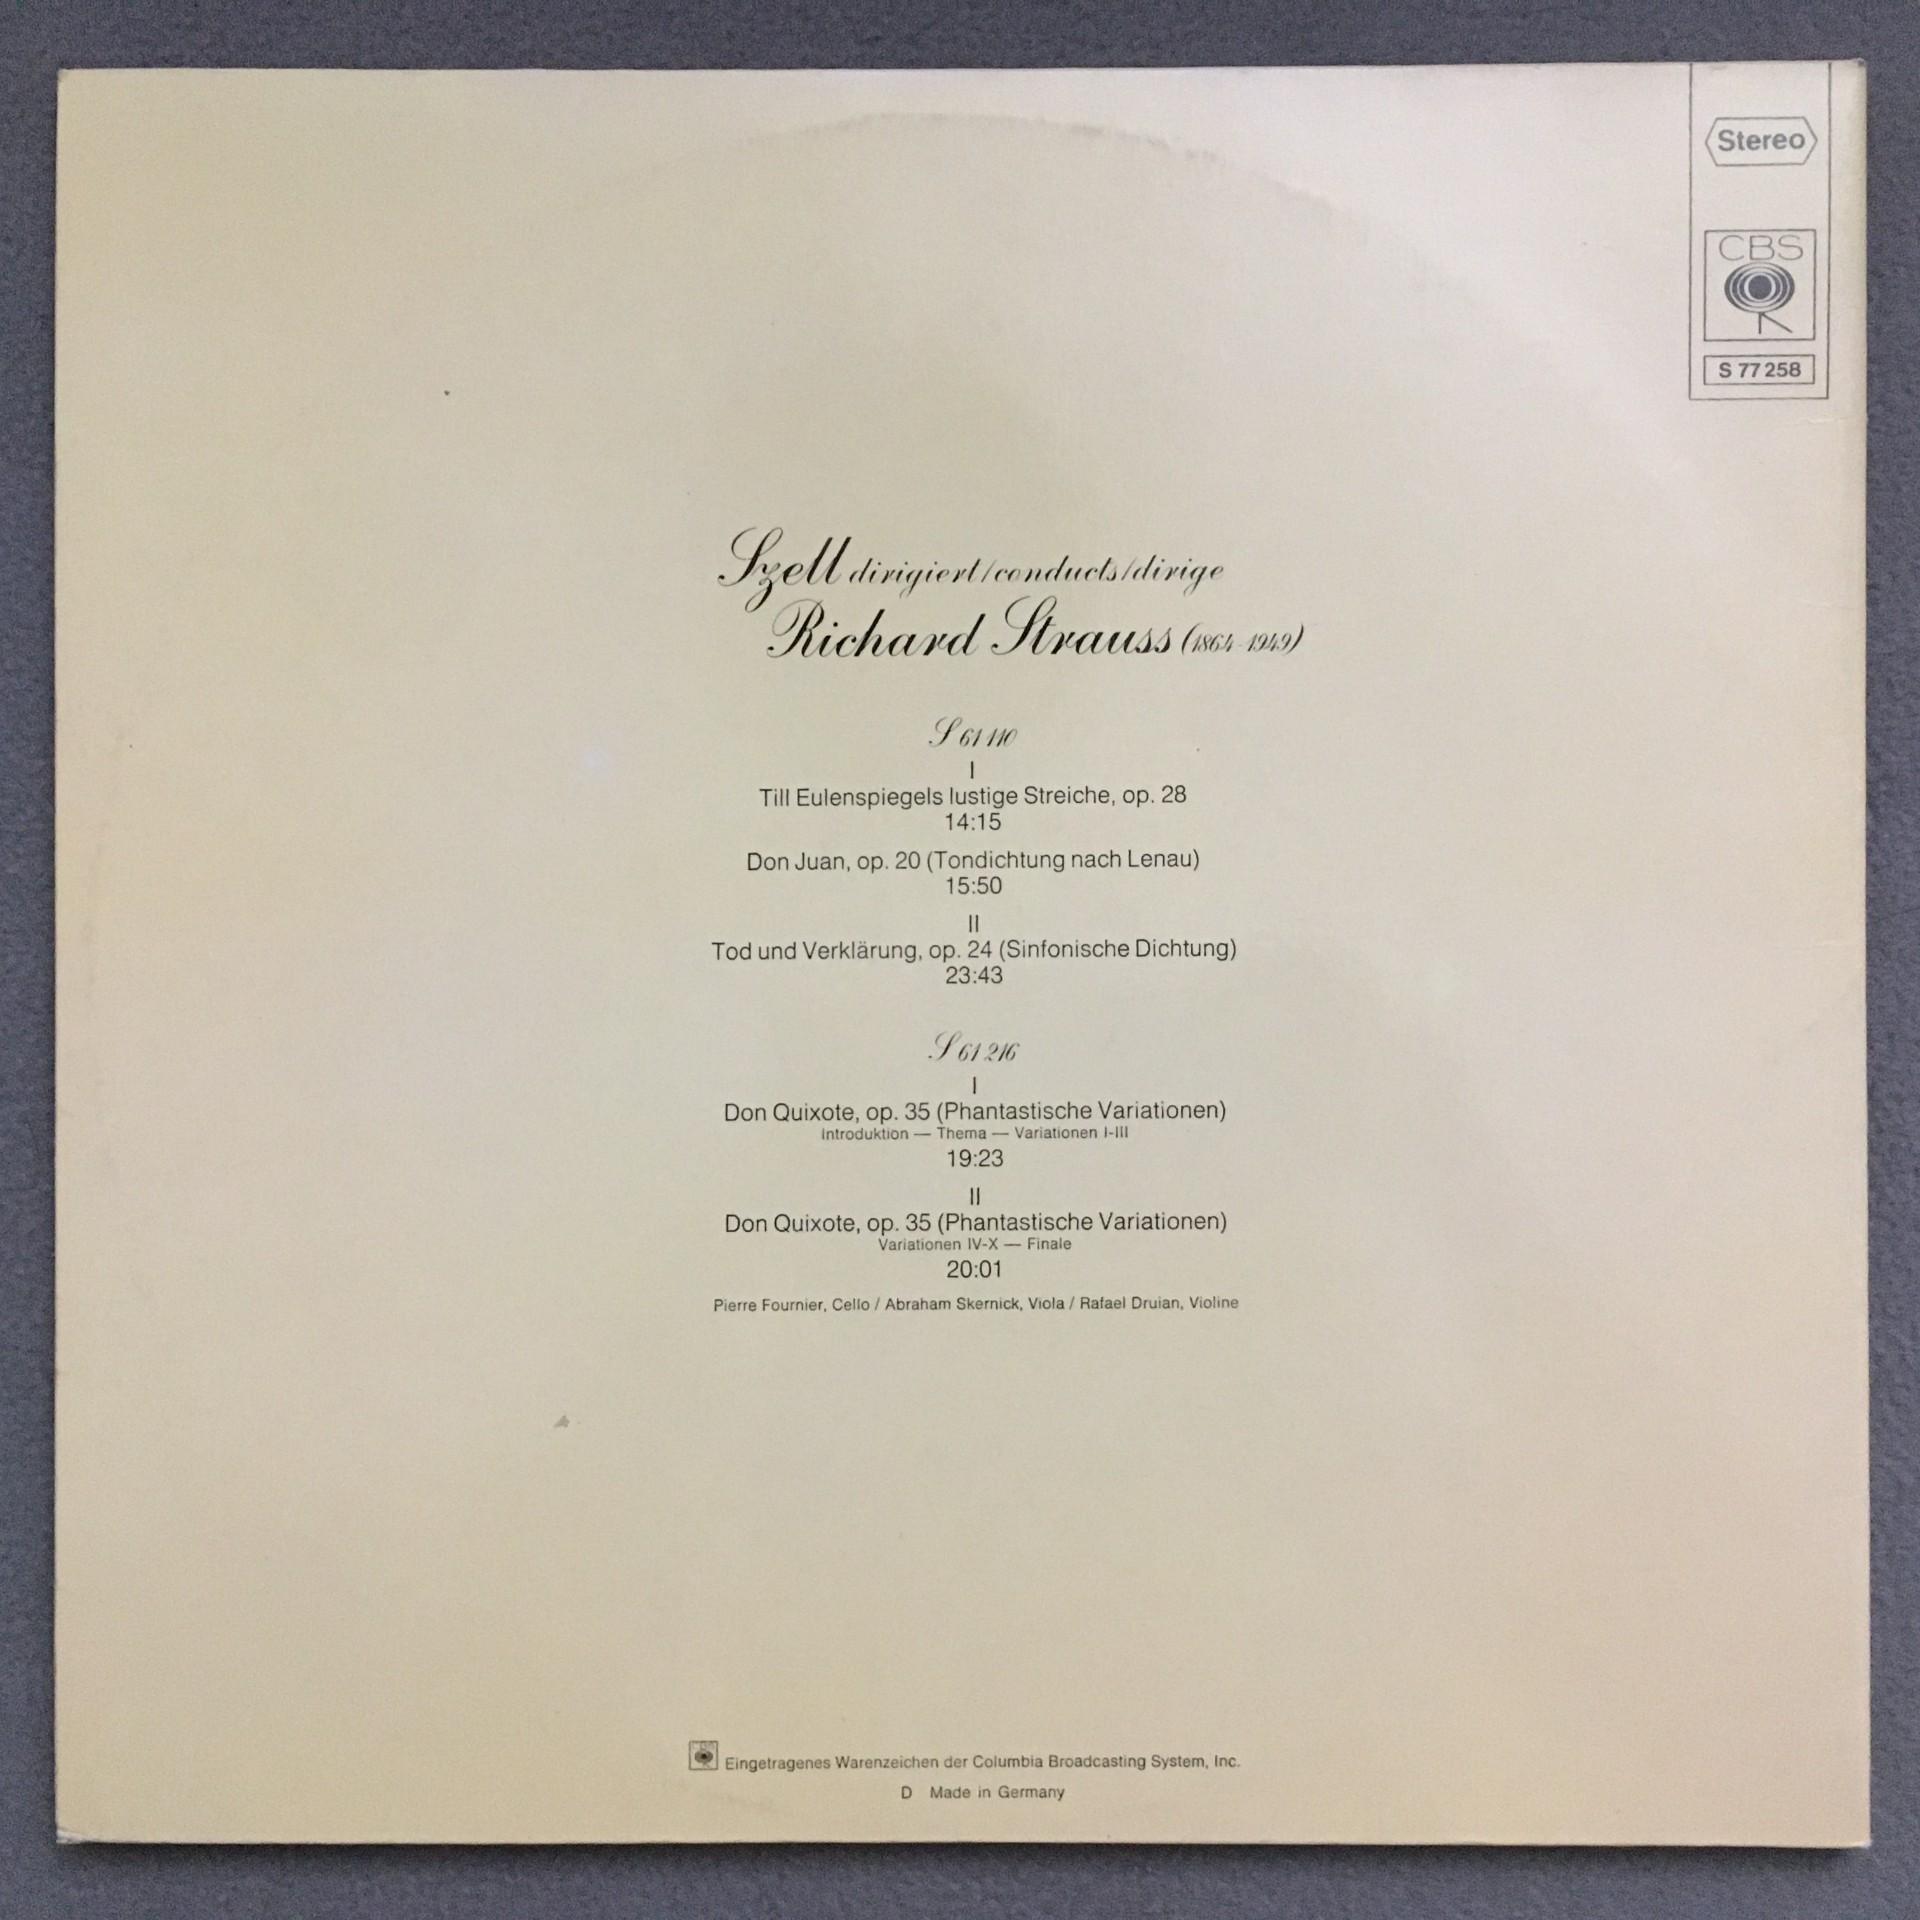 Stereo
CBS
S 77 258
Szell dirigiert/conducts/dirige
Richard Strauss (1864-1949)
S 61 110
I
Till Eulenspiegels lustige Streiche, op. 28
14:15
Don Juan, op. 20 (Tondichtung nach Lenau)
15:50
II
Tod und Verklärung, op. 24 (Sinfonische Dichtung)
23:43
S 61 216
I
Don Quixote, op. 35 (Phantastische Variationen)
Introduktion — Thema — Variationen I-III
19:23
II
Don Quixote, op. 35 (Phantastische Variationen)
Variationen IV-X — Finale
20:01
Pierre Fournier, Cello / Abraham Skernick, Viola / Rafael Druian, Violine
CBS Eingetragenes Warenzeichen der Columbia Broadcasting System, Inc.
D Made in Germany